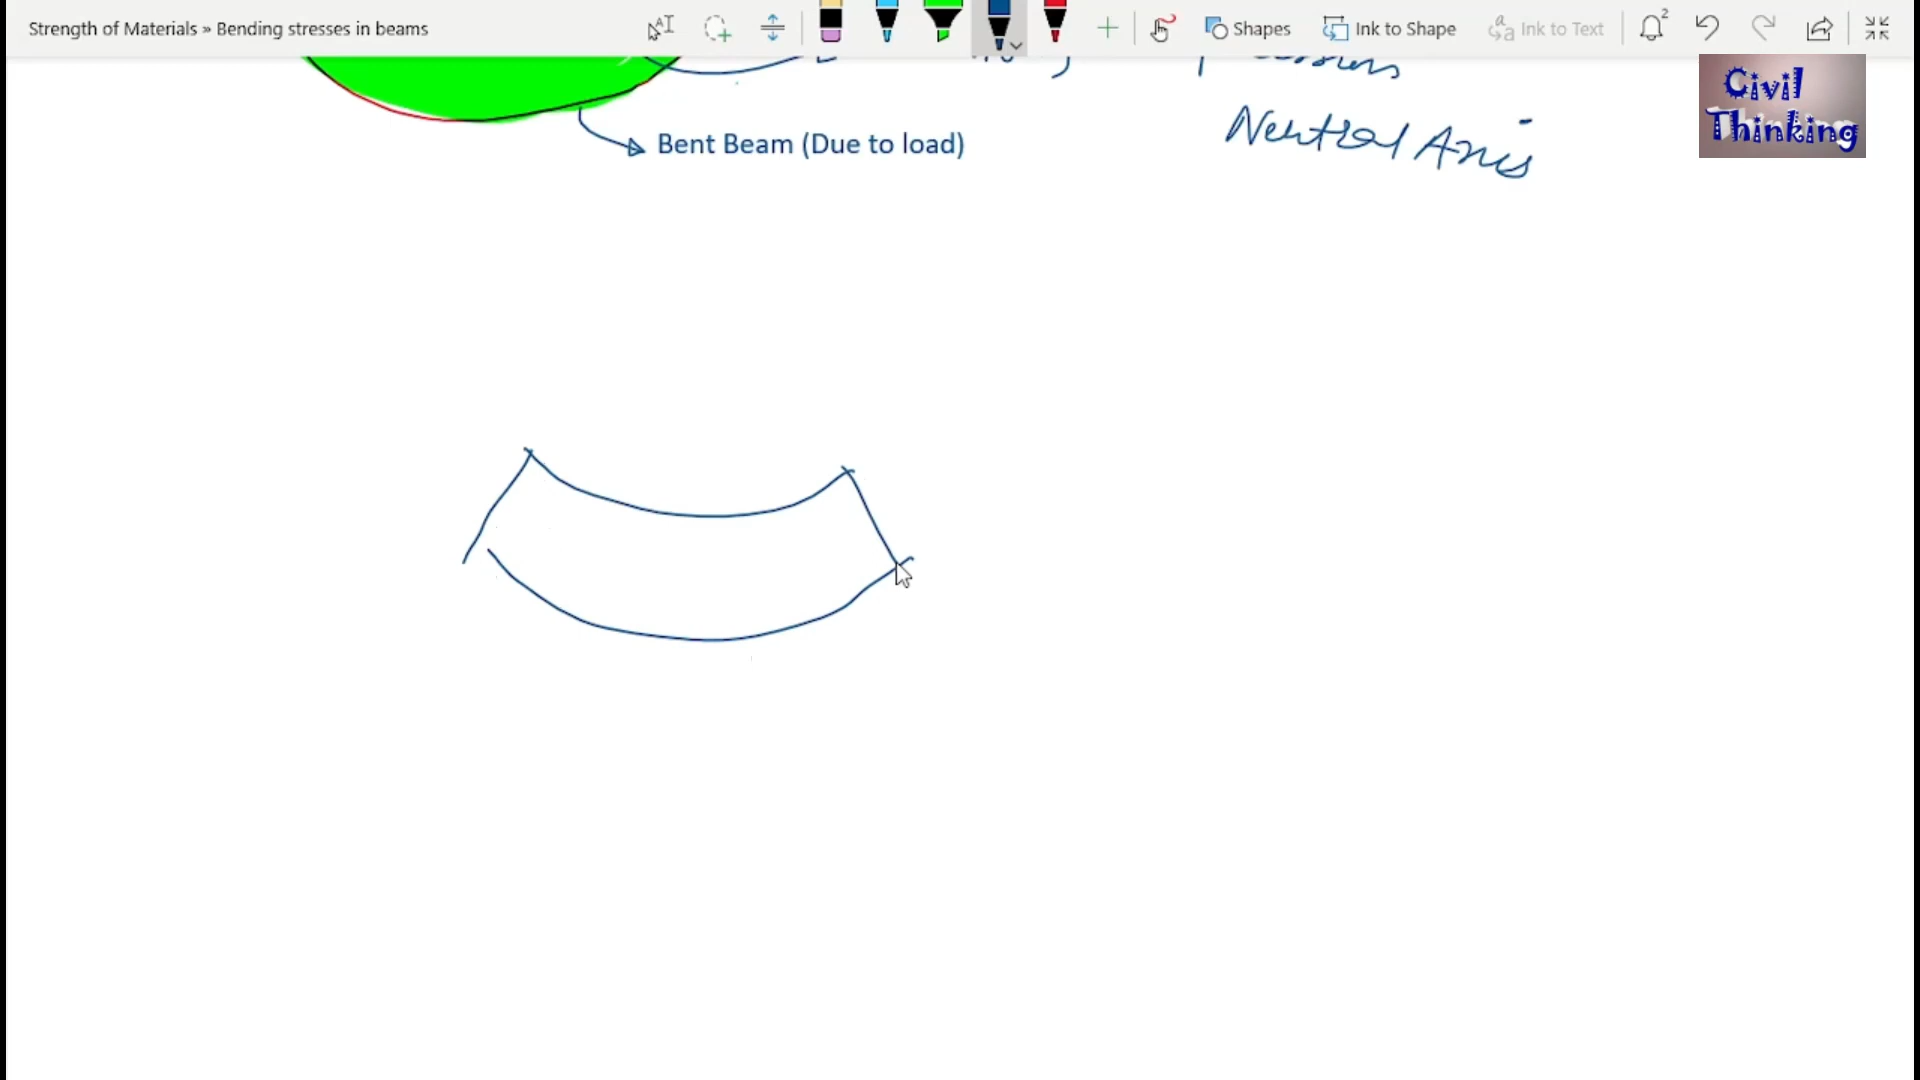 Strength of Materials » Bending stresses in beams
Shapes
Ink to Shape
Ink to Text
2
Civil
Thinking
Bent Beam (Due to load)
Neutral Axis